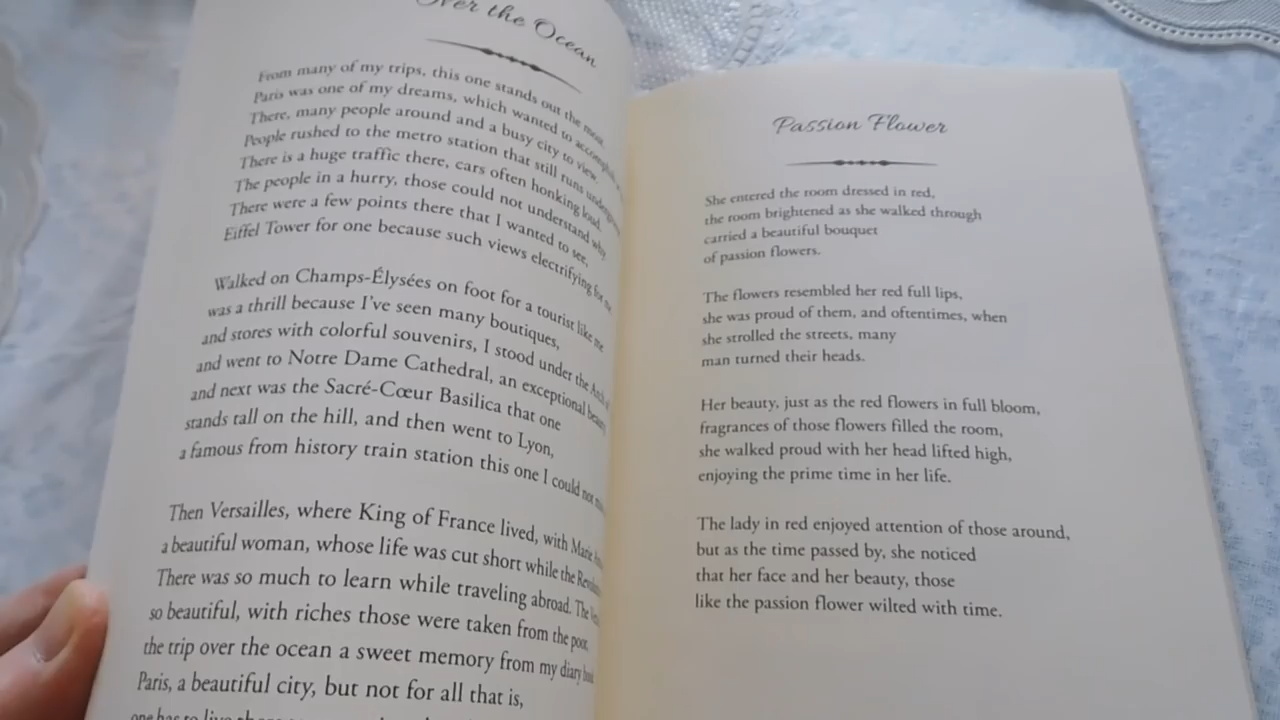 Over the Ocean
From many of my trips, this one stands out the most.
Paris was one of my dreams, which wanted to accomplish
There, many people around and a busy city to view.
People rushed to the metro station that still runs
There is a huge traffic there, cars often honking loud.
The people in a hurry, those could not understand why.
There were a few points there that I wanted to see,
Eiffel Tower for one because such views electrifying for
Walked on Champs-Élysées on foot for a tourist like me
was a thrill because I've seen many boutiques,
and stores with colorful souvenirs, I stood under the Arch
and went to Notre Dame Cathedral, an exceptional beauty
and next was the Sacré-Cœur Basilica that one
stands tall on the hill, and then went to Lyon,
a famous from history train station this one I could not
Then Versailles, where King of France lived, with Marie
a beautiful woman, whose life was cut short while the
There was so much to learn while traveling abroad. The
so beautiful, with riches those were taken from the poor,
the trip over the ocean a sweet memory from my diary
Paris, a beautiful city, but not for all that is,
one has to live there
Passion Flower
She entered the room dressed in red,
the room brightened as she walked through
carried a beautiful bouquet
of passion flowers.
The flowers resembled her red full lips,
she was proud of them, and oftentimes, when
she strolled the streets, many
man turned their heads.
Her beauty, just as the red flowers in full bloom,
fragrances of those flowers filled the room,
she walked proud with her head lifted high,
enjoying the prime time in her life.
The lady in red enjoyed attention of those around,
but as the time passed by, she noticed
that her face and her beauty, those
like the passion flower wilted with time.